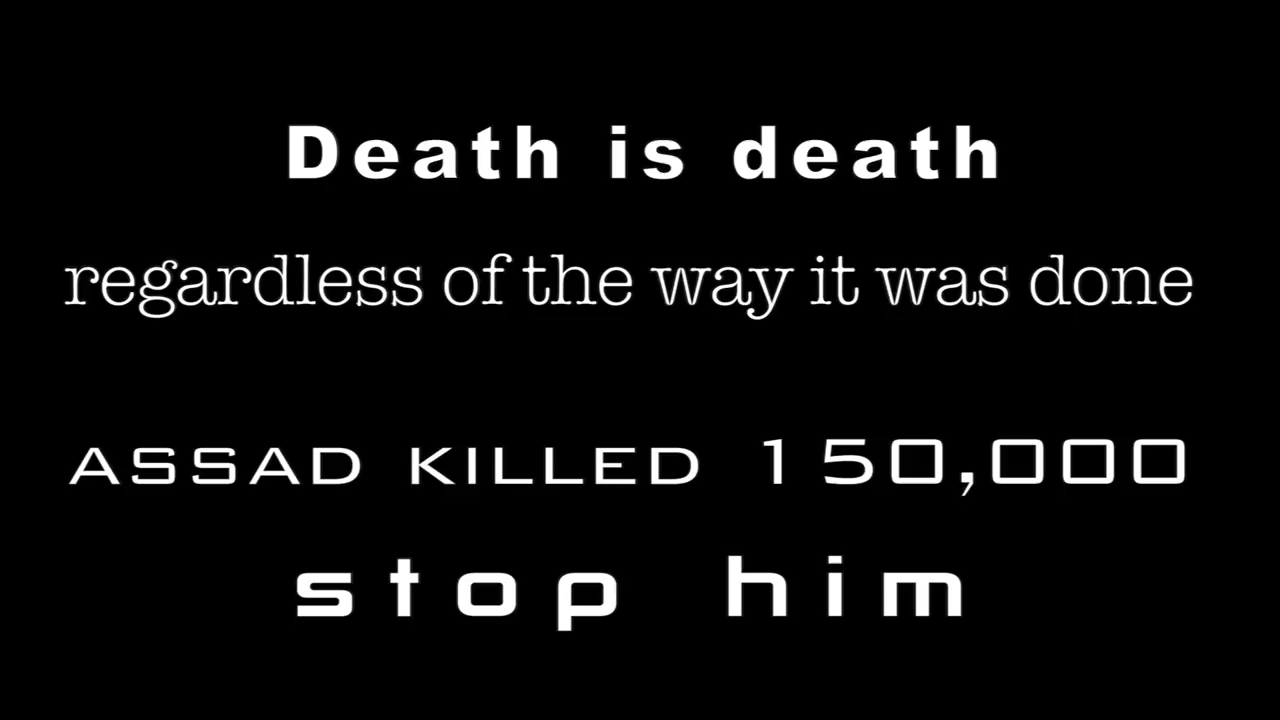 Death is death
regardless of the way it was done
ASSAD KILLED 150,000
stop him